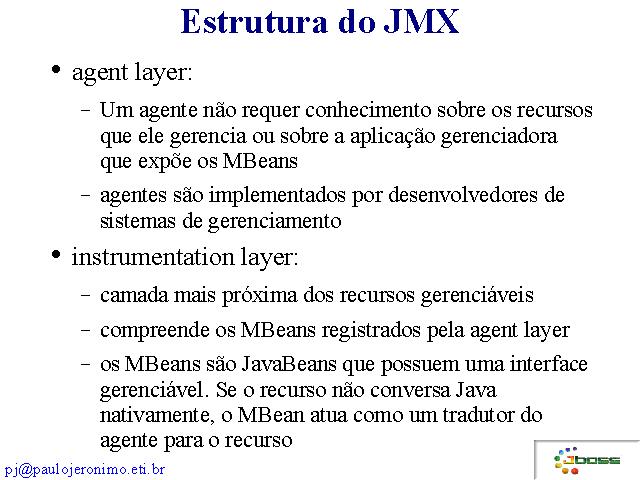 Estrutura do JMX
• agent layer:
– Um agente não requer conhecimento sobre os recursos
que ele gerencia ou sobre a aplicação gerenciadora
que expõe os MBeans
– agentes são implementados por desenvolvedores de
sistemas de gerenciamento
• instrumentation layer:
– camada mais próxima dos recursos gerenciáveis
– compreende os MBeans registrados pela agent layer
– os MBeans são JavaBeans que possuem uma interface
gerenciável. Se o recurso não conversa Java
nativamente, o MBean atua como um tradutor do
agente para o recurso
pj@paulojeronimo.eti.br
JBoss